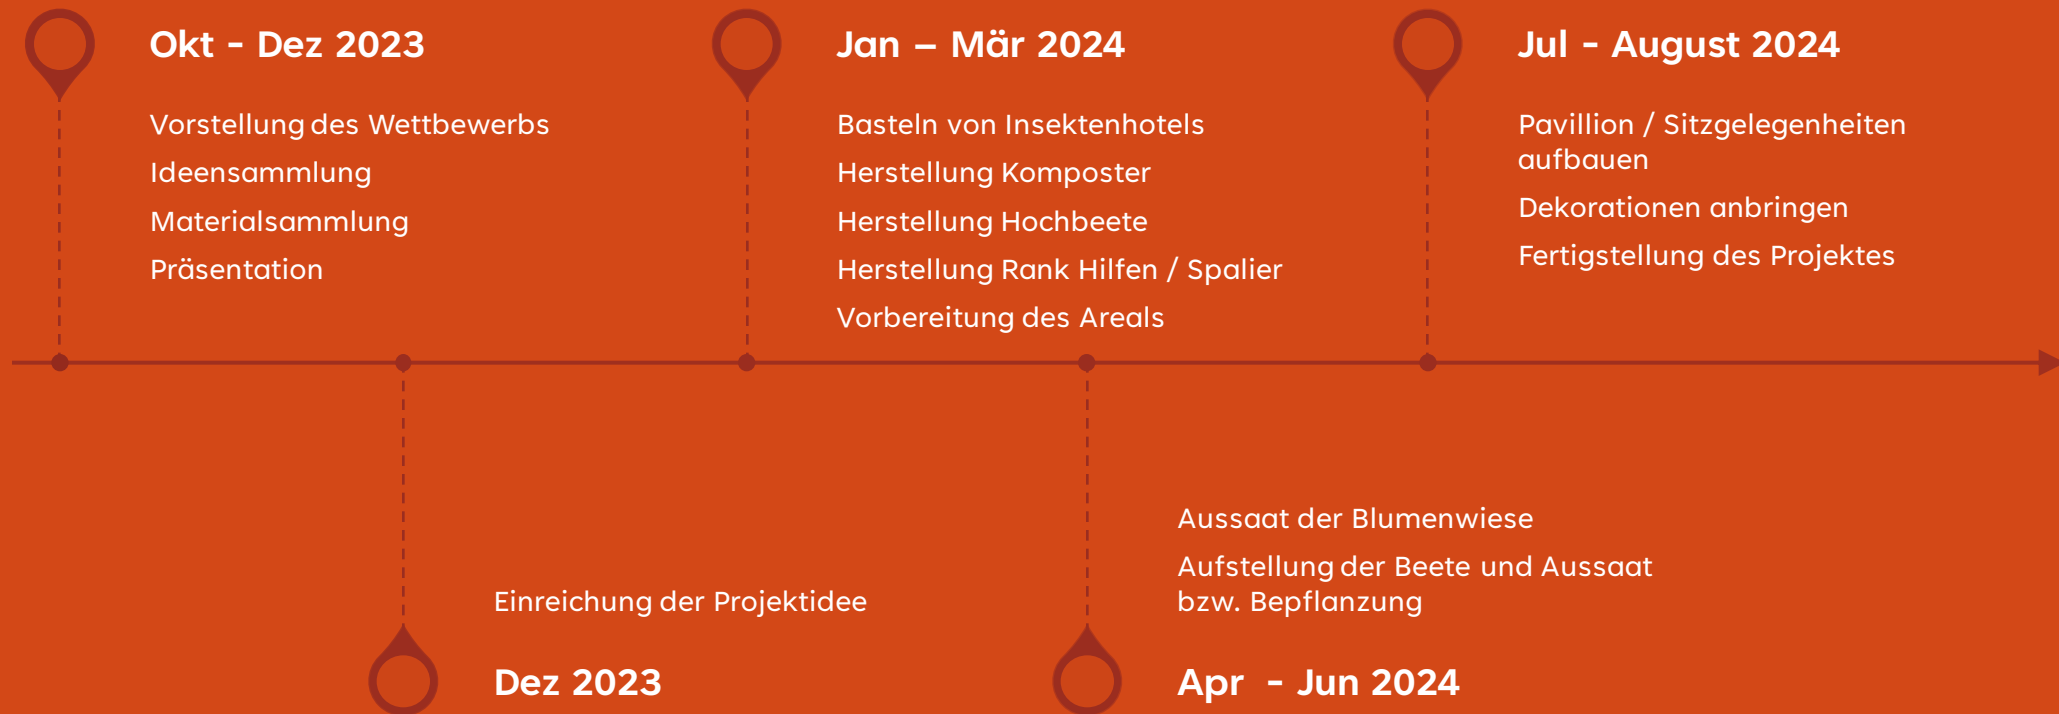 Okt - Dez 2023
Vorstellung des Wettbewerbs
Ideensammlung
Materialsammlung
Präsentation
Einreichung der Projektidee
Dez 2023
Jan – Mär 2024
Basteln von Insektenhotels
Herstellung Komposter
Herstellung Hochbeete
Herstellung Rank Hilfen / Spalier
Vorbereitung des Areals
Aussaat der Blumenwiese
Aufstellung der Beete und Aussaat
bzw. Bepflanzung
Apr - Jun 2024
Jul - August 2024
Pavillion / Sitzgelegenheiten
aufbauen
Dekorationen anbringen
Fertigstellung des Projektes